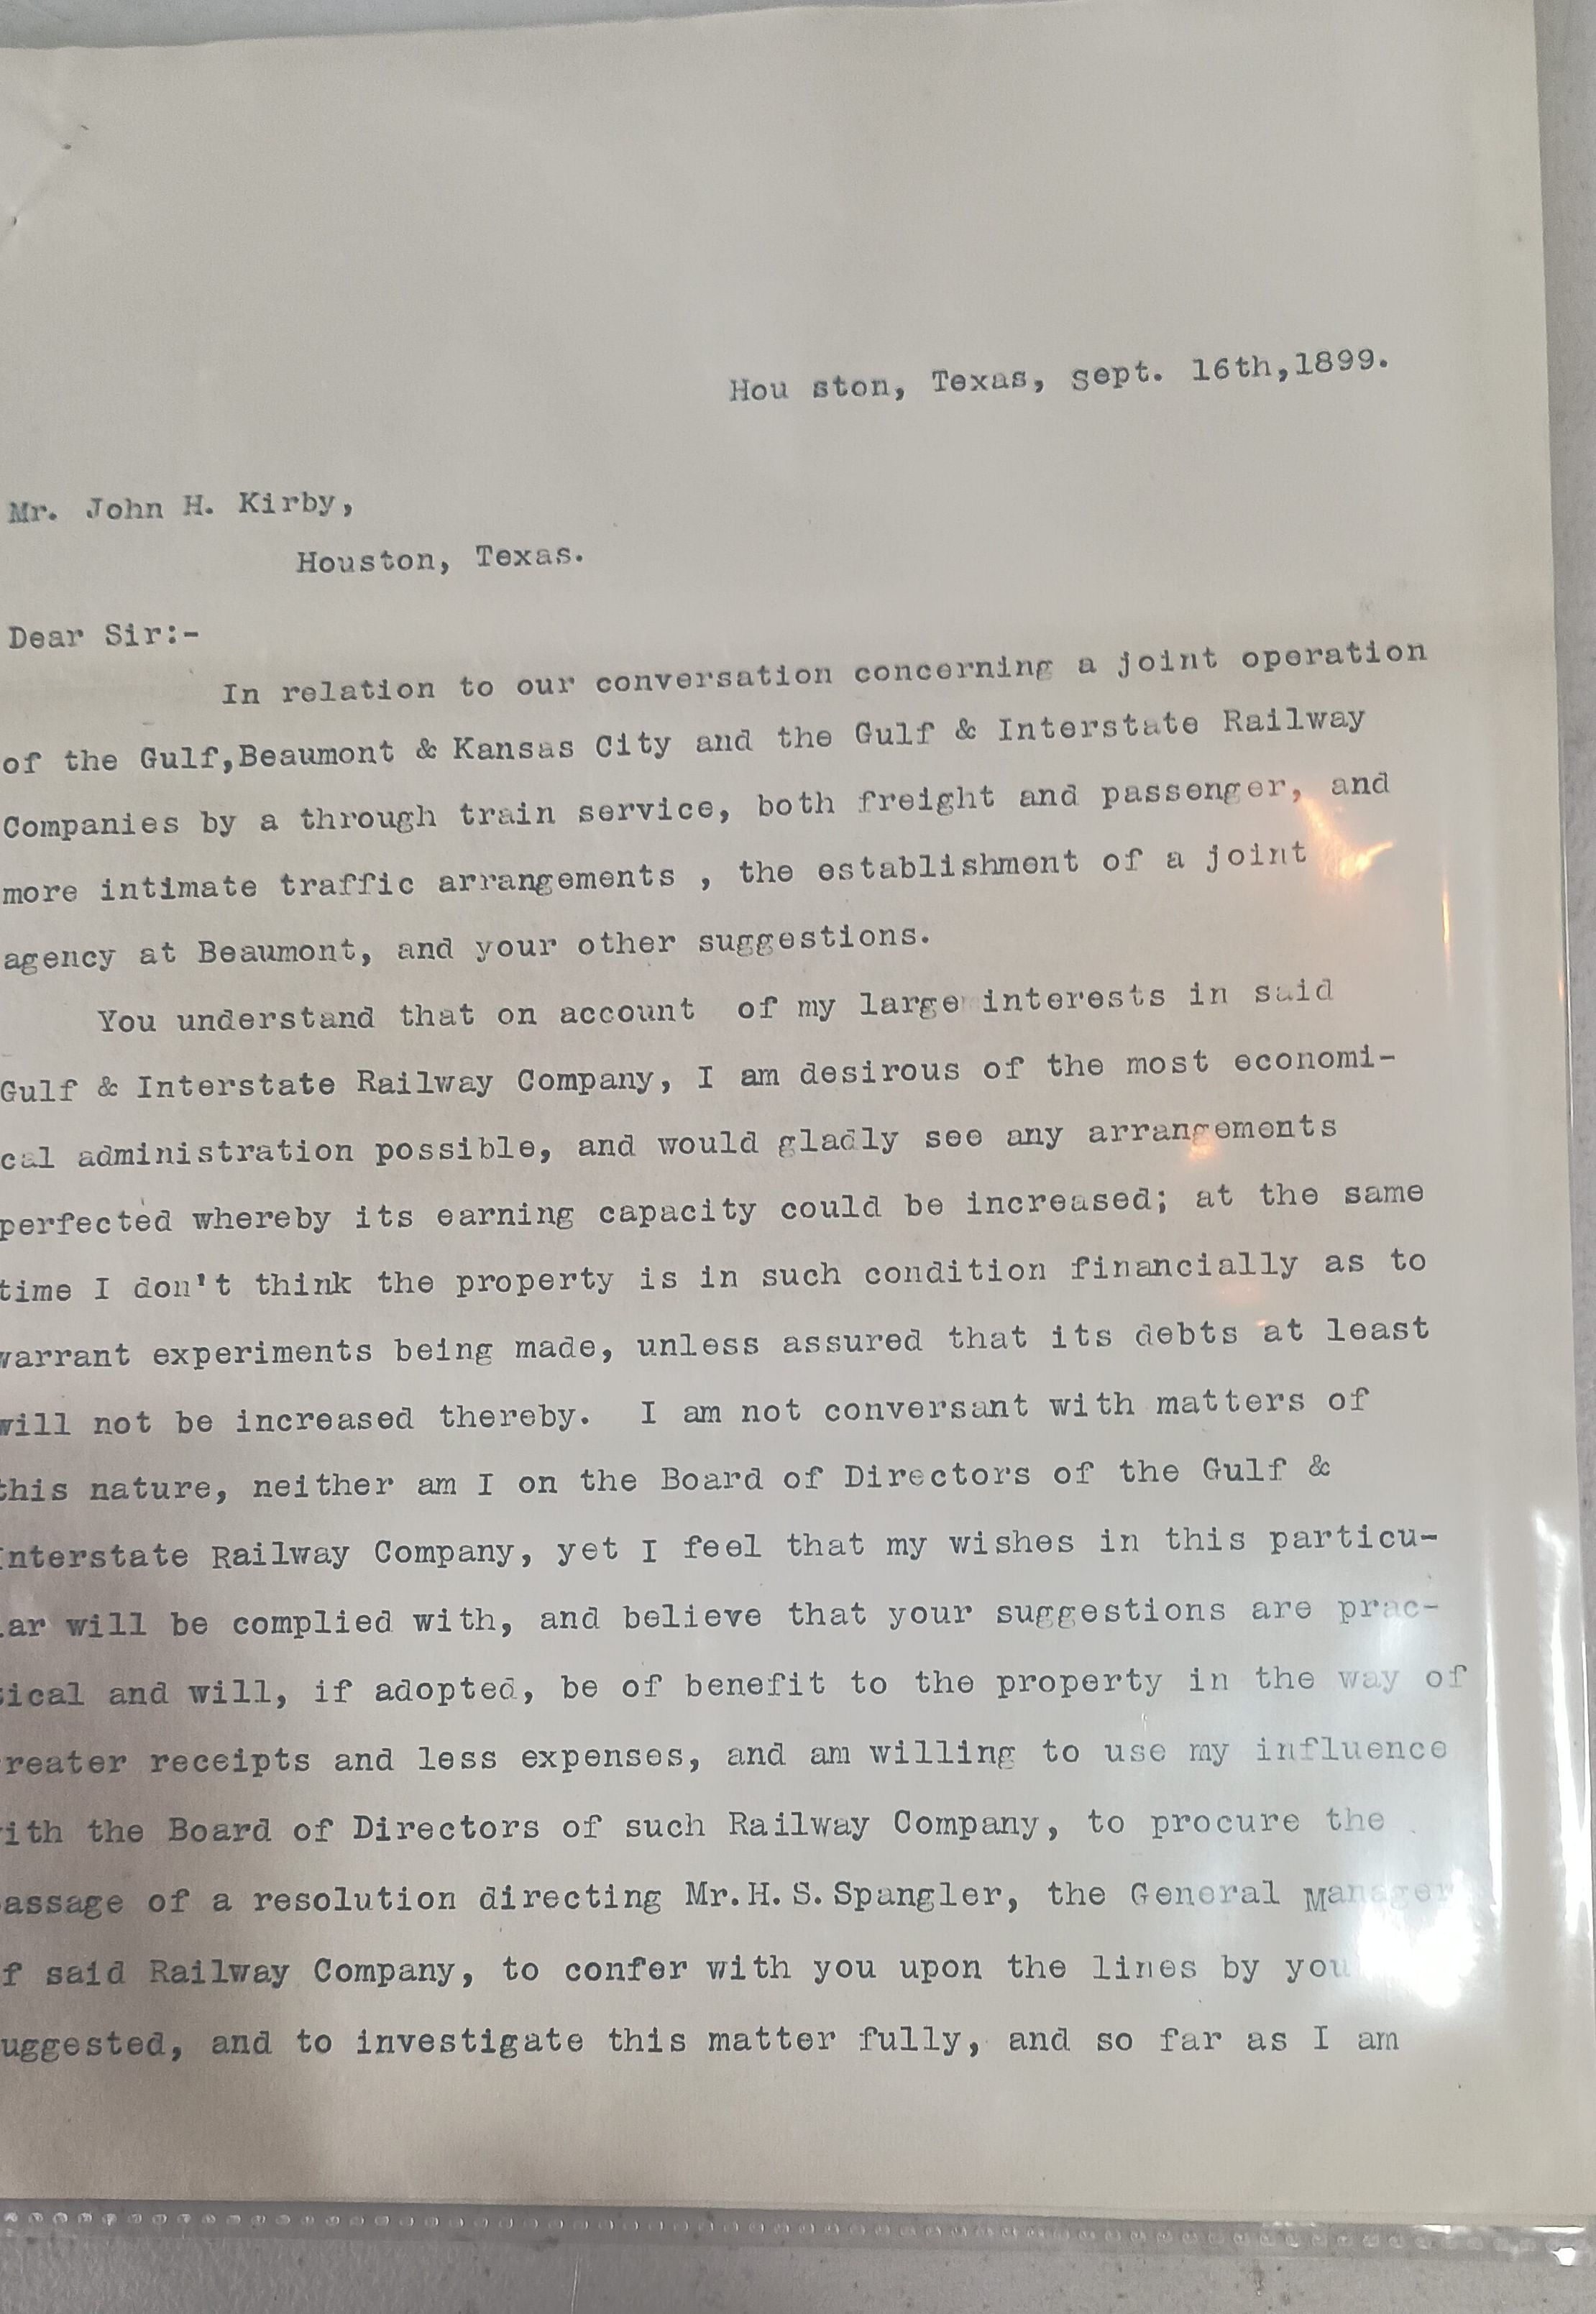 Hou ston, Texas, sept. 16th,1899.
Mr. John H. Kirby,
Houston, Texas.
Dear Sir:-
In relation to our conversation concerning a joint operation
of the Gulf,Beaumont & Kansas City and the Gulf & Interstate Railway
Companies by a through train service, both freight and passenger, and
more intimate traffic arrangements , the establishment of a joint
agency at Beaumont, and your other suggestions.
You understand that on account of my large interests in said
Gulf & Interstate Railway Company, I am desirous of the most economi-
cal administration possible, and would gladly see any arrangements
perfected whereby its earning capacity could be increased; at the same
time I don't think the property is in such condition financially as to
warrant experiments being made, unless assured that its debts at least
will not be increased thereby. I am not conversant with matters of
this nature, neither am I on the Board of Directors of the Gulf &
Interstate Railway Company, yet I feel that my wishes in this particu-
lar will be complied with, and believe that your suggestions are prac-
tical and will, if adopted, be of benefit to the property in the way of
reater receipts and less expenses, and am willing to use my influence
ith the Board of Directors of such Railway Company, to procure the
assage of a resolution directing Mr.H.S.Spangler, the General Manager
f said Railway Company, to confer with you upon the lines by you
uggested, and to investigate this matter fully, and so far as I am